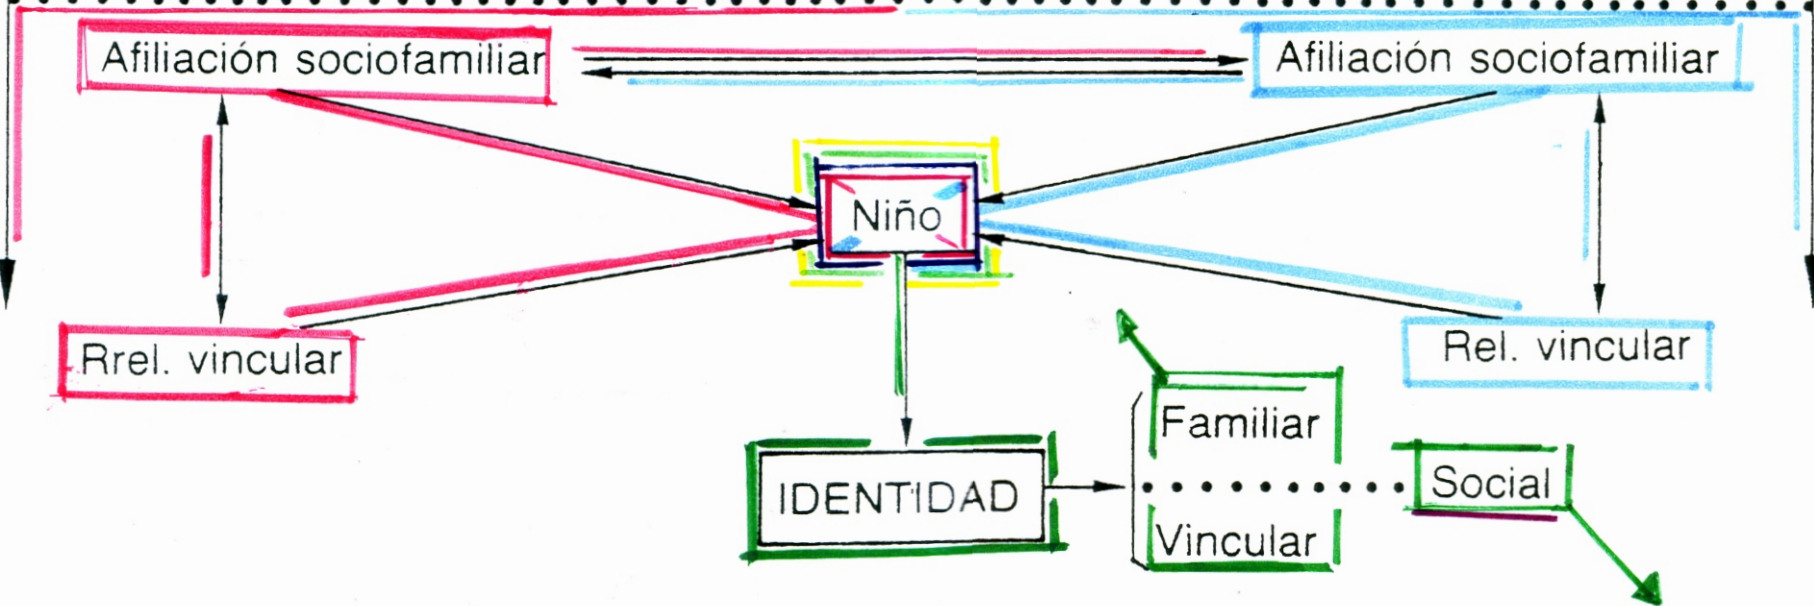 Afiliación sociofamiliar
Afiliación sociofamiliar
Niño
Rrel. vincular
Rel. vincular
Familiar
IDENTIDAD
Social
Vincular